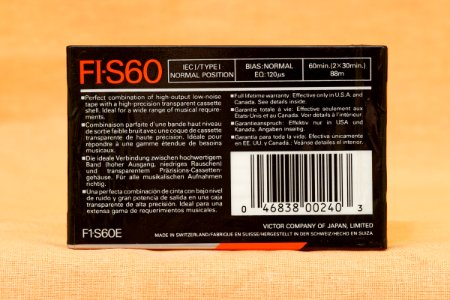 FI·S60
IEC I/TYPE I
NORMAL POSITION
BIAS:NORMAL
EQ:120µs
60min.(2×30min.)
88m
■Perfect combination of high-output low-noise
tape with a high-precision transparent cassette
shell. Ideal for a wide range of musical require-
ments.
■Combinaison parfaite d'une bande haut niveau
de sortie faible bruit avec une coque de cassette
transparente de haute précision. Idéale pour
répondre à une gamme étendue de besoins
musicaux.
■Die ideale Verbindung zwischen hochwertigem
Band (hoher Ausgang, niedriges Rauschen)
und transparentem Präzisions-Cassetten-
gehäuse. Für alle musikalischen Aufnahmen
richtig.
■Una perfecta combinación de cinta con bajo nivel
de ruido y gran potencia de salida en una caja
transparente de alta precisión. Ideal para una
extensa gama de requerimientos musicales.
F1S60E
■Full lifetime warranty. Effective only in U.S.A. and
Canada. See details inside.
■Garantie totale à vie: Effective seulement aux
États-Unis et au Canada. Voir détails à l'intérieur.
■Garantieanspruch: Effektiv nur in USA und
Kanada. Angaben inseitig.
■Garantía para toda la vida. Efectiva únicamente
en EE. UU. y Canadá. Véanse detalles el interior.
0 46838 00240 3
VICTOR COMPANY OF JAPAN, LIMITED
MADE IN SWITZERLAND/FABRIQUE EN SUISSE/HERGESTELLT IN DER SCHWEIZ/HECHO EN SUIZA